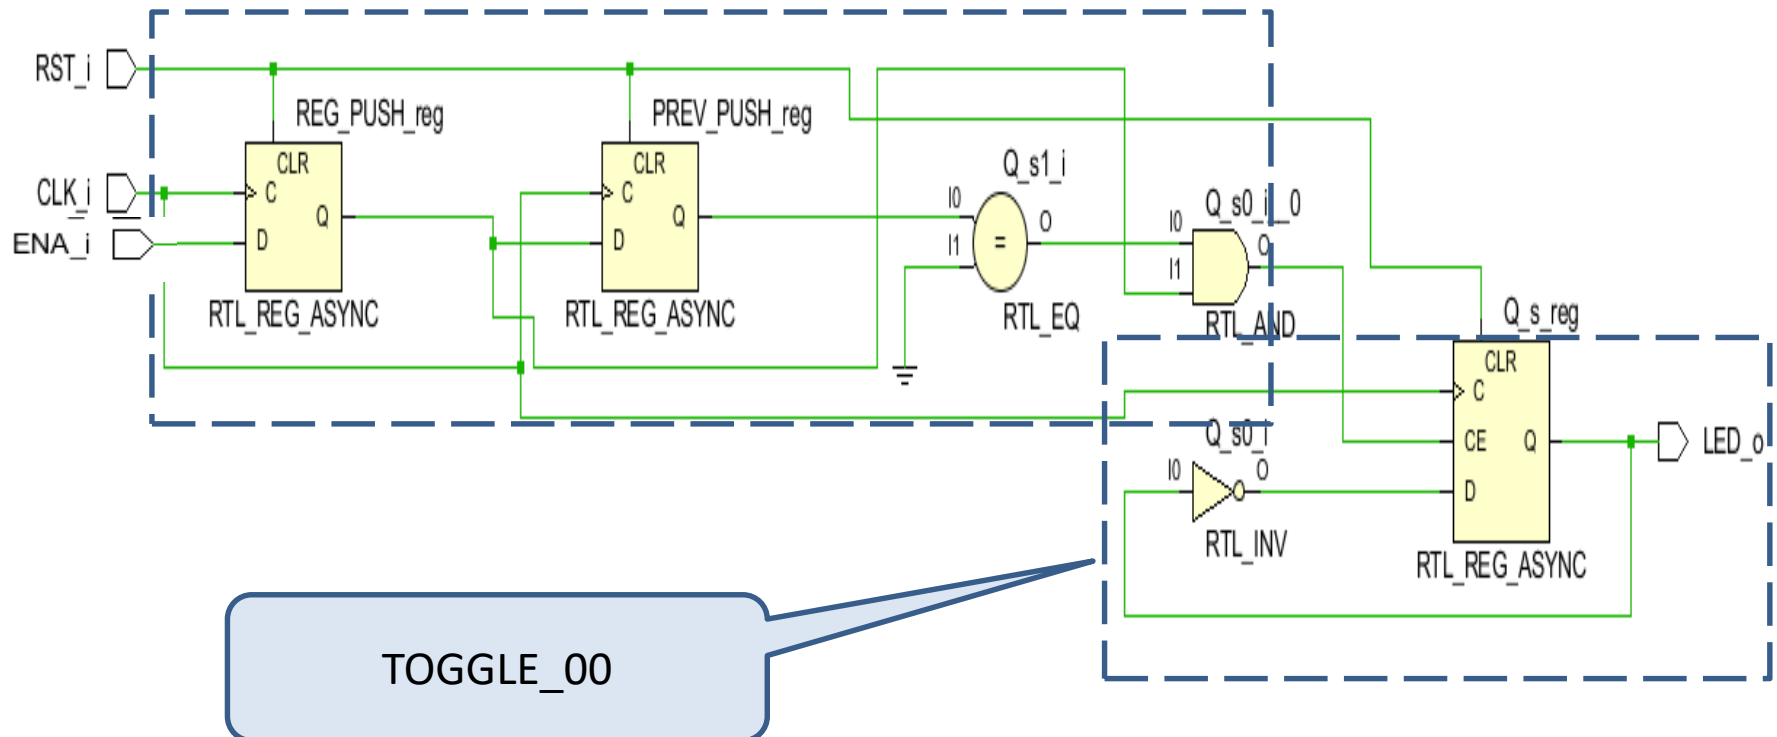 RST_i
REG_PUSH_reg
PREV_PUSH_reg
CLR
CLR
Q_s1_i
CLK_i
C
C
I0
Q_s0_i__0
Q
Q
O
I0
ENA_i
D
D
I1
=
O
I1
RTL_REG_ASYNC
RTL_REG_ASYNC
RTL_EQ
RTL_AND
Q_s_reg
CLR
C
Q_s0_i
CE
Q
LED_o
I0
O
D
RTL_INV
RTL_REG_ASYNC
TOGGLE_00